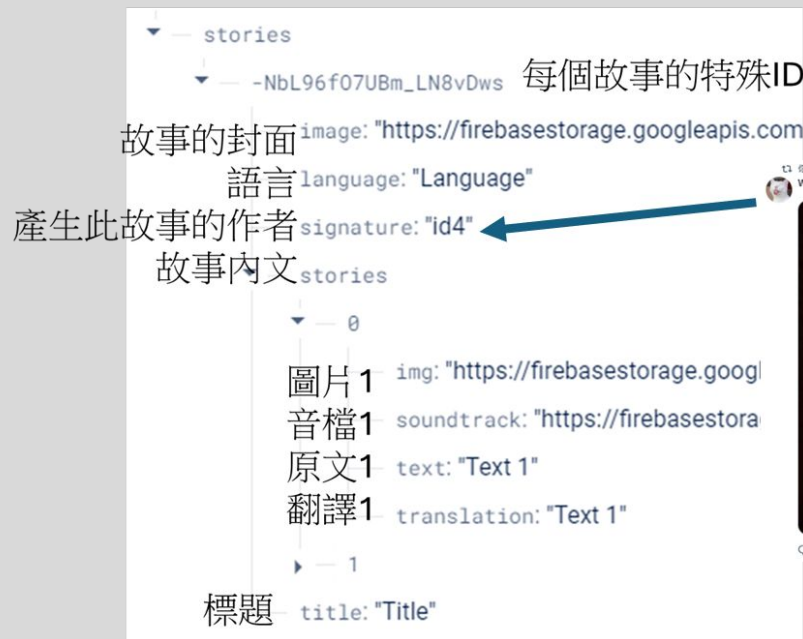 stories
-NbL96fO7UBm_LN8vDws 每個故事的特殊ID
故事的封面 image: "https://firebasestorage.googleapis.com
語言 language: "Language"
產生此故事的作者 signature: "id4"
故事內文 stories
0
圖片1 img: "https://firebasestorage.googl
音檔1 soundtrack: "https://firebasestora
原文1 text: "Text 1"
翻譯1 translation: "Text 1"
1
標題 title: "Title"